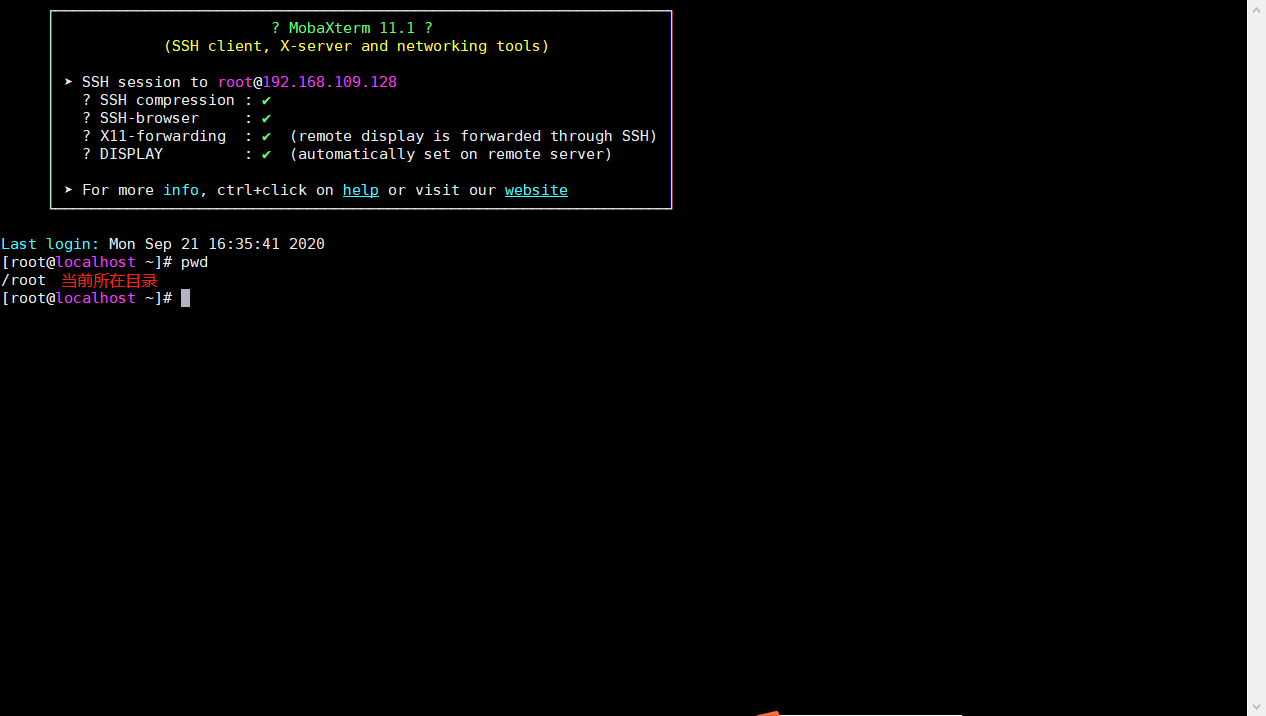 ? MobaXterm 11.1 ?
(SSH client, X-server and networking tools)
➤ SSH session to root@192.168.109.128
? SSH compression : ✔
? SSH-browser     : ✔
? X11-forwarding  : ✔  (remote display is forwarded through SSH)
? DISPLAY         : ✔  (automatically set on remote server)
➤ For more info, ctrl+click on help or visit our website
Last login: Mon Sep 21 16:35:41 2020
[root@localhost ~]# pwd
/root 当前所在目录
[root@localhost ~]#